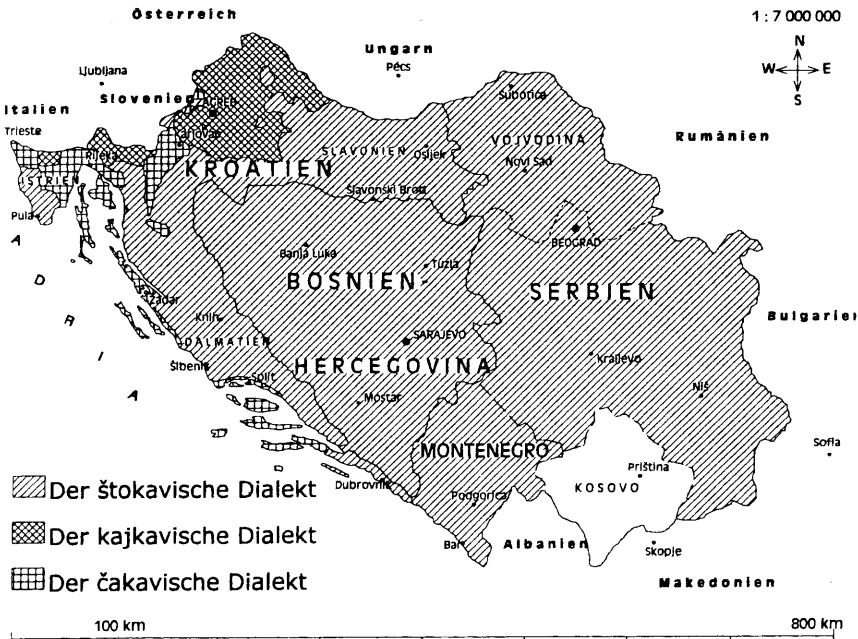 Österreich
1 : 7 000 000
Ungarn
N
Pécs
W E
S
Ljubljana
Subotica
Slovenien
ZAGREB
Italien
Trieste
Karlovac
Rijeka
SLAVONIEN
Osijek
VOJVODINA
Rumänien
KROATIEN
Novi Sad
ISTRIEN
Slavonski Brod
Pula
BEOGRAD
ADRIA
Banja Luka
Tuzla
BOSNIEN-
SERBIEN
Zadar
Bulgarien
Knin
DALMATIEN
SARAJEVO
Kraljevo
Šibenik
HERCEGOVINA
Split
Niš
Mostar
MONTENEGRO
Sofia
Priština
Der štokavische Dialekt
Dubrovnik
KOSOVO
Podgorica
Der kajkavische Dialekt
Bar
Albanien
Skopje
Der čakavische Dialekt
Makedonien
100 km
800 km